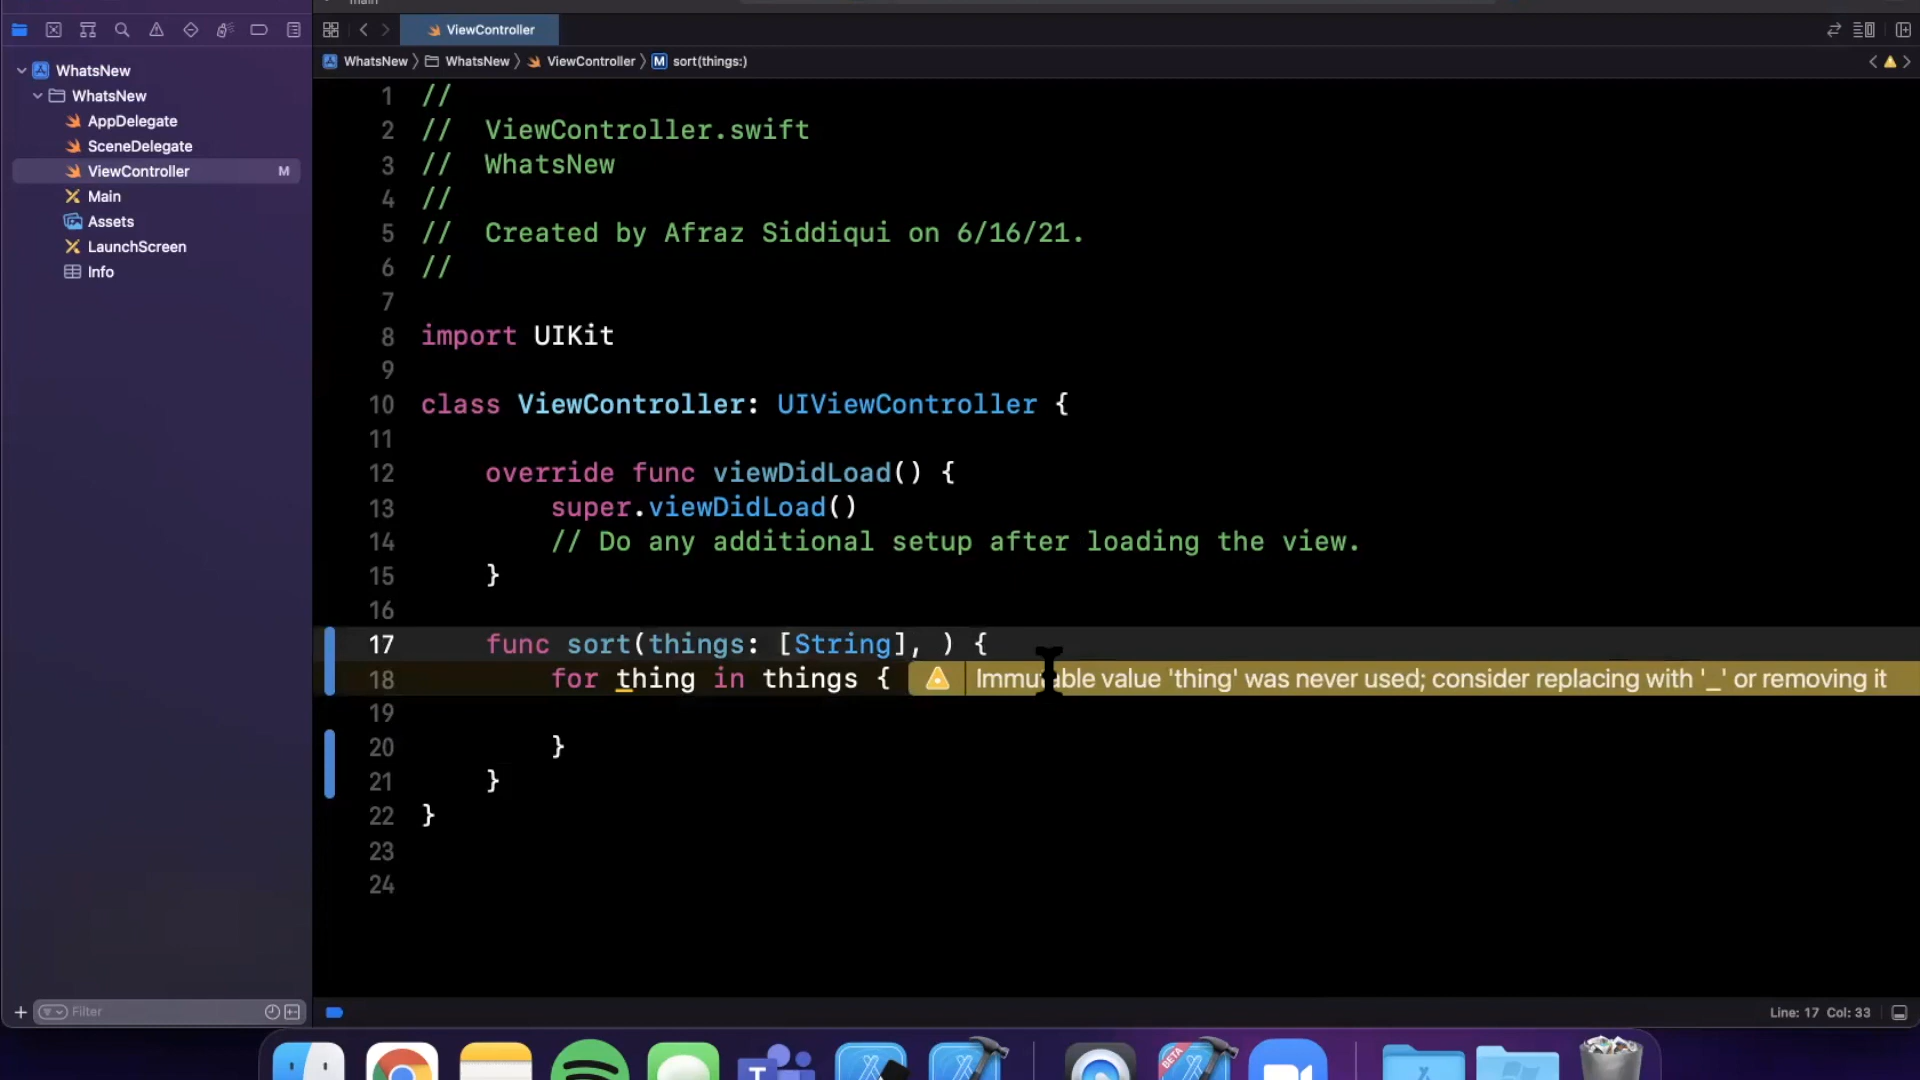 main
ViewController
WhatsNew
WhatsNew
ViewController
M
sort(things:)
WhatsNew
WhatsNew
AppDelegate
SceneDelegate
ViewController
M
Main
Assets
LaunchScreen
Info
1 //
2 //  ViewController.swift
3 //  WhatsNew
4 //
5 //  Created by Afraz Siddiqui on 6/16/21.
6 //
7
8 import UIKit
9
10 class ViewController: UIViewController {
11
12     override func viewDidLoad() {
13         super.viewDidLoad()
14         // Do any additional setup after loading the view.
15     }
16
17     func sort(things: [String], ) {
18         for thing in things { Immutable value 'thing' was never used; consider replacing with '_' or removing it
19
20         }
21     }
22 }
23
24
Filter
Line: 17 Col: 33
T
BETA